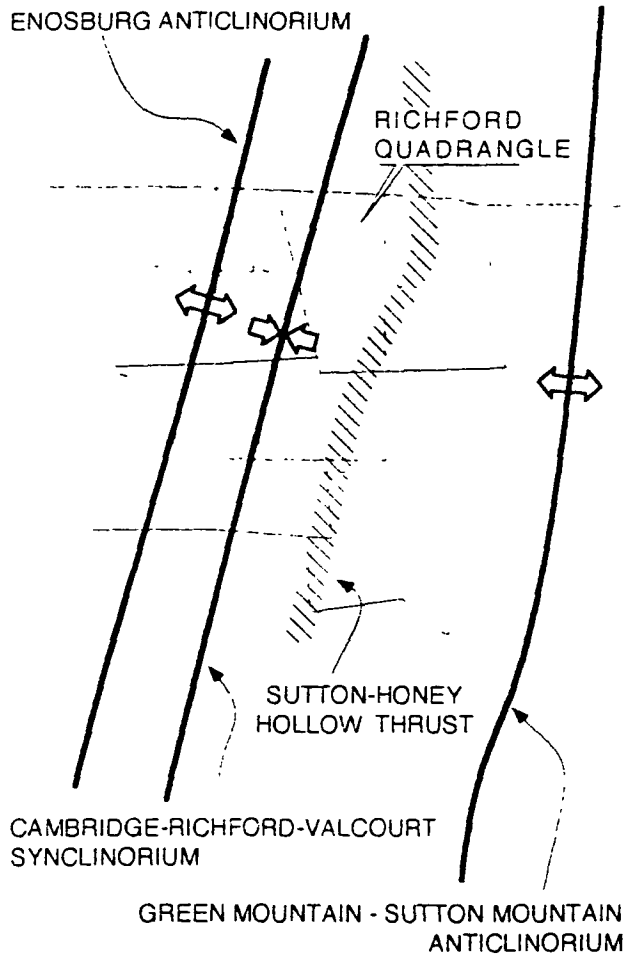 ENOSBURG ANTICLINORIUM
RICHFORD
QUADRANGLE
SUTTON-HONEY
HOLLOW THRUST
CAMBRIDGE-RICHFORD-VALCOURT
SYNCLINORIUM
GREEN MOUNTAIN - SUTTON MOUNTAIN
ANTICLINORIUM